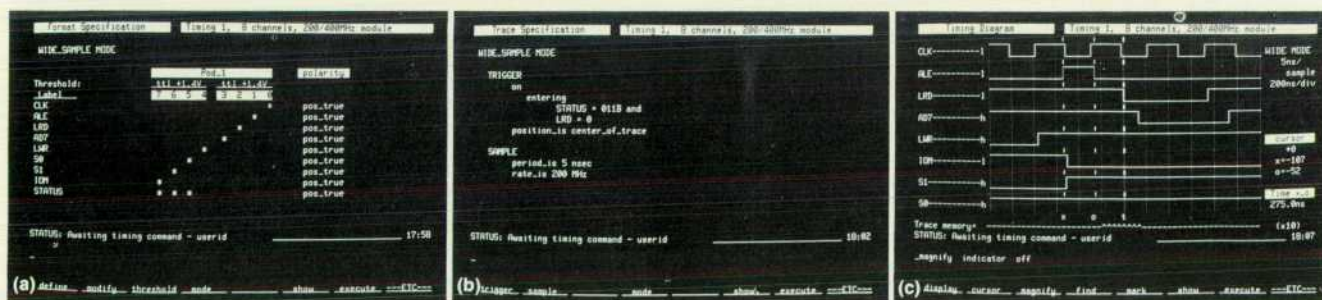 Format Specification Timing 1, 8 channels, 200/400MHz module
WIDE_SAMPLE MODE
Pod_1 polarity
Threshold: ttl +1.4V ttl +1.4V
Label 7 6 5 3 2 1
CLK pos_true
ALE pos_true
LRD pos_true
AD7 pos_true
LWR pos_true
S0 pos_true
S1 pos_true
IOM pos_true
STATUS pos_true
STATUS: Awaiting timing command - userid 17:58
(a) define modify threshold mode show execute ---ETC---
Trace Specification Timing 1, 8 channels, 200/400MHz module
WIDE_SAMPLE MODE
TRIGGER
on
entering
STATUS = 011B and
LRD = 0
position_is center_of_trace
SAMPLE
period_is 5 nsec
rate_is 200 MHz
STATUS: Awaiting timing command - userid 18:02
(b) trigger sample mode show execute ---ETC---
Timing Diagram Timing 1, 8 channels, 200/400MHz module
CLK l WIDE MODE
5ns/
ALE l sample
200ns/div
LRD l
AD7 h
LWR h cursor
+0
IOM l x=-107
o=-52
S1 h
Time x_o
S0 h 275.0ns
x o t
Trace memory= (x10)
STATUS: Awaiting timing command - userid 18:07
_magnify indicator off
(c) display cursor magnify find mark show execute ---ETC---